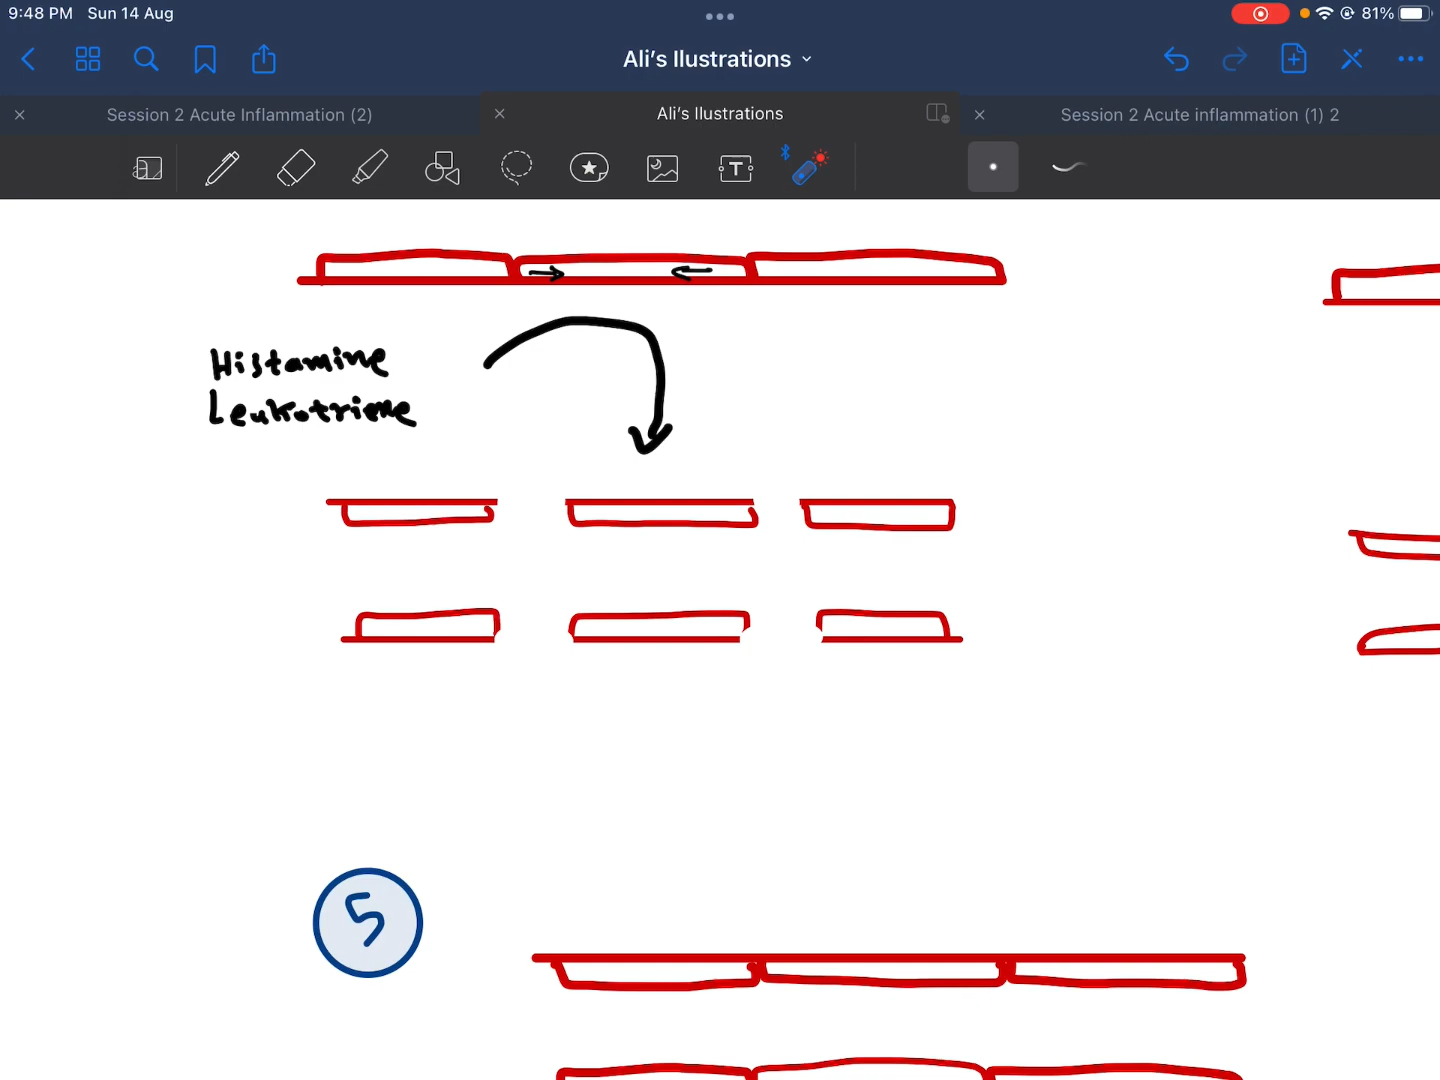 9:48 PM Sun 14 Aug
81%
Ali's Ilustrations
Session 2 Acute Inflammation (2)
Ali's Ilustrations
Session 2 Acute inflammation (1) 2
a
T
Histamine
Leukotriene
5